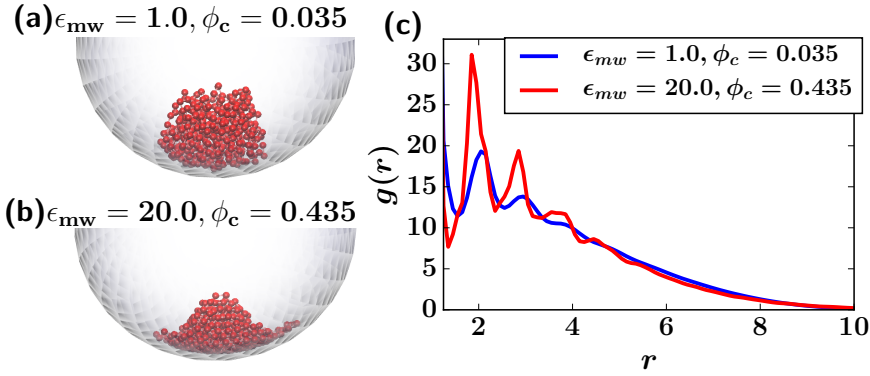 (a) ϵmw = 1.0, ϕc = 0.035
(b) ϵmw = 20.0, ϕc = 0.435
(c)
ϵmw = 1.0, ϕc = 0.035
ϵmw = 20.0, ϕc = 0.435
g(r)
30
25
20
15
10
5
0
2 4 6 8 10
r